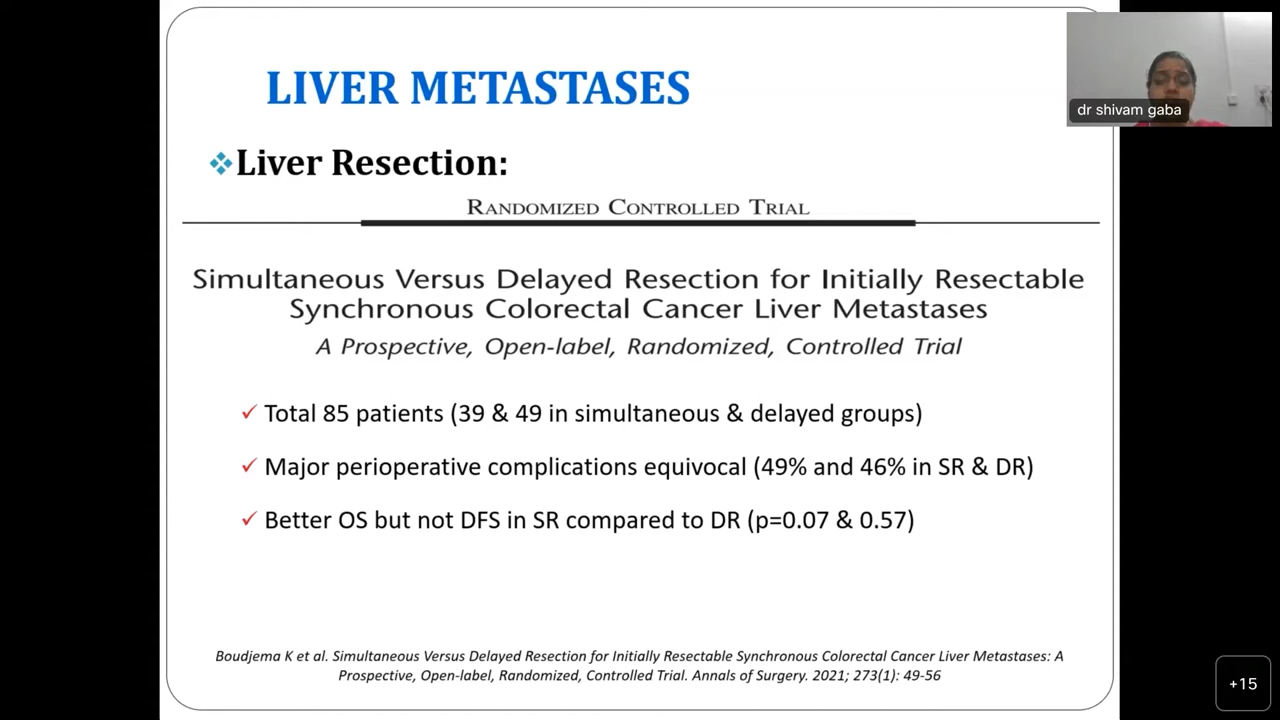 LIVER METASTASES
dr shivam gaba
❖Liver Resection:
RANDOMIZED CONTROLLED TRIAL
Simultaneous Versus Delayed Resection for Initially Resectable
Synchronous Colorectal Cancer Liver Metastases
A Prospective, Open-label, Randomized, Controlled Trial
✓ Total 85 patients (39 & 49 in simultaneous & delayed groups)
✓ Major perioperative complications equivocal (49% and 46% in SR & DR)
✓ Better OS but not DFS in SR compared to DR (p=0.07 & 0.57)
Boudjema K et al. Simultaneous Versus Delayed Resection for Initially Resectable Synchronous Colorectal Cancer Liver Metastases: A
Prospective, Open-label, Randomized, Controlled Trial. Annals of Surgery. 2021; 273(1): 49-56
+15